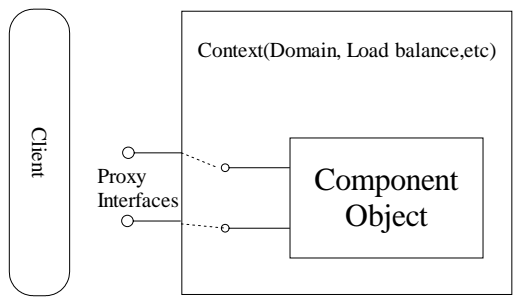 Client
Context(Domain, Load balance,etc)
Proxy
Interfaces
Component
Object